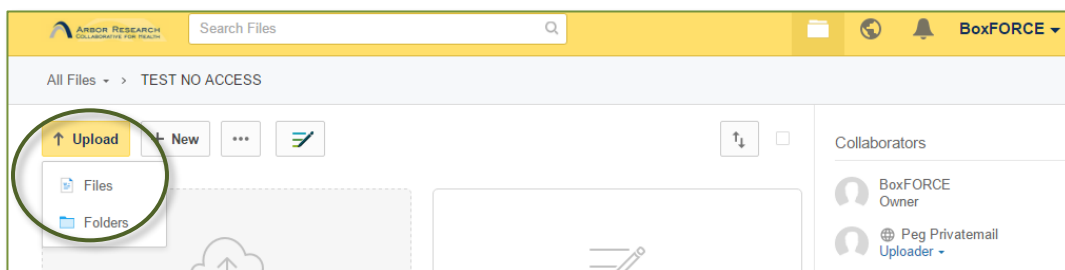 ARBOR RESEARCH
COLLABORATIVE FOR HEALTH
Search Files
BoxFORCE
All Files > TEST NO ACCESS
Upload
+ New
Files
Folders
Collaborators
BoxFORCE
Owner
Peg Privatemail
Uploader